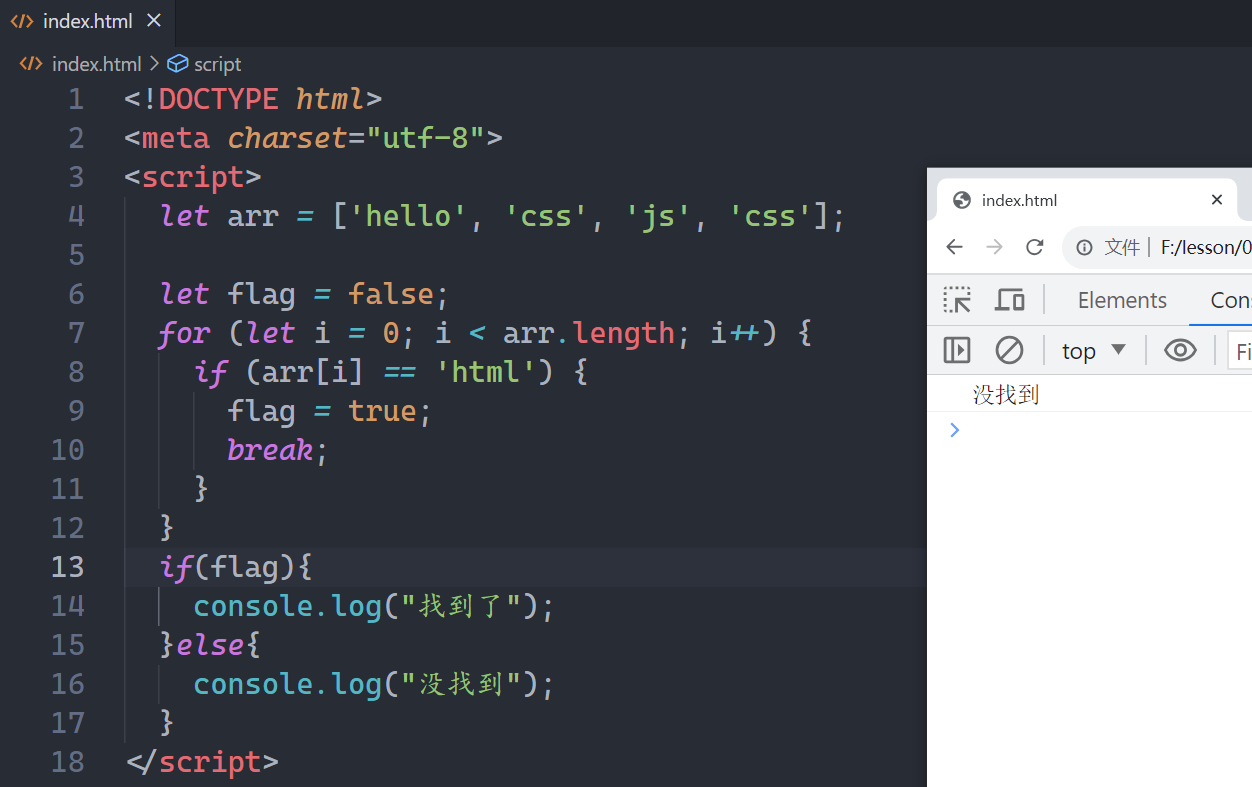 index.html
index.html > script
1 <!DOCTYPE html>
2 <meta charset="utf-8">
3 <script>
4 let arr = ['hello', 'css', 'js', 'css'];
5
6 let flag = false;
7 for (let i = 0; i < arr.length; i++) {
8 if (arr[i] == 'html') {
9 flag = true;
10 break;
11 }
12 }
13 if(flag){
14 console.log("找到了");
15 }else{
16 console.log("没找到");
17 }
18 </script>
index.html
文件 | F:/lesson/0
Elements Con
top Fi
没找到